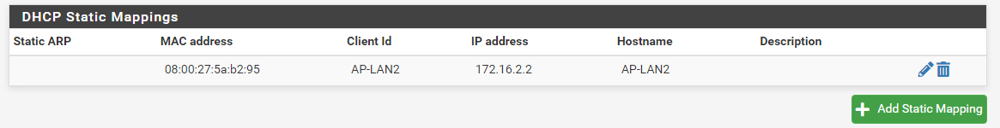 DHCP Static Mappings
Static ARP MAC address Client Id IP address Hostname Description
08:00:27:5a:b2:95 AP-LAN2 172.16.2.2 AP-LAN2
Add Static Mapping